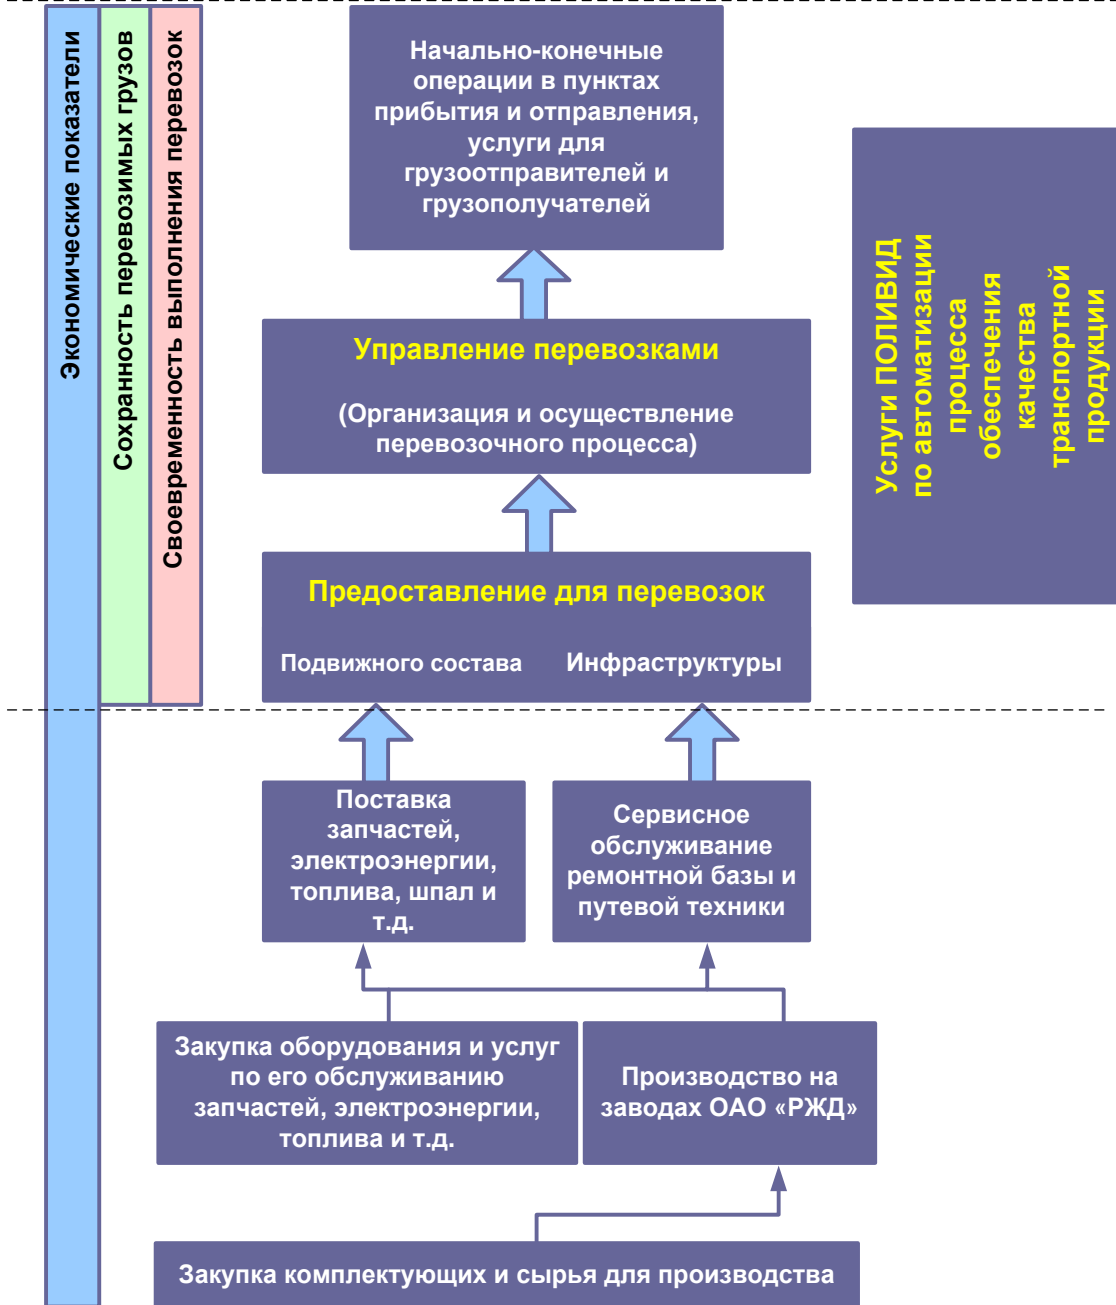 Экономические показатели
Сохранность перевозимых грузов
Своевременность выполнения перевозок
Начально-конечные
операции в пунктах
прибытия и отправления,
услуги для
грузоотправителей и
грузополучателей
Услуги ПОЛИВИД
по автоматизации
процесса
обеспечения
качества
транспортной
продукции
Управление перевозками
(Организация и осуществление
перевозочного процесса)
Предоставление для перевозок
Подвижного состава
Инфраструктуры
Поставка
запчастей,
электроэнергии,
топлива, шпал и
т.д.
Сервисное
обслуживание
ремонтной базы и
путевой техники
Закупка оборудования и услуг
по его обслуживанию
запчастей, электроэнергии,
топлива и т.д.
Производство на
заводах ОАО «РЖД»
Закупка комплектующих и сырья для производства